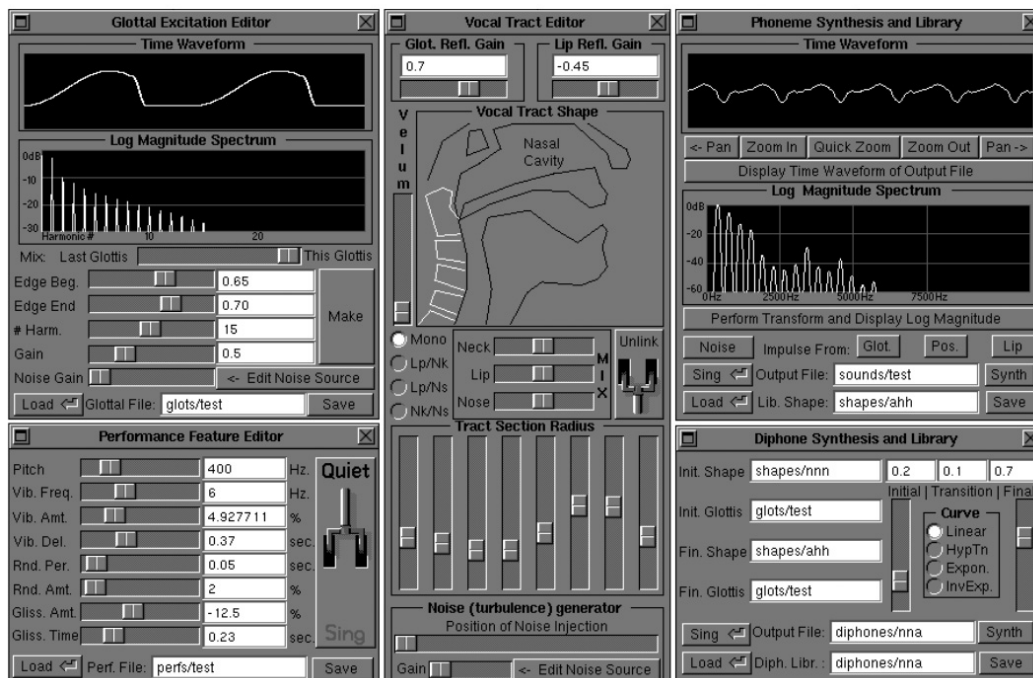 Glottal Excitation Editor
Time Waveform
Log Magnitude Spectrum
0dB
-10
-20
-30
Harmonic #
10
20
Mix: Last Glottis
This Glottis
Edge Beg.
0.65
Edge End
0.70
# Harm.
15
Gain
0.5
Make
Noise Gain
<- Edit Noise Source
Load
Glottal File:
glots/test
Save
Performance Feature Editor
Pitch
400
Hz.
Vib. Freq.
6
Hz.
Vib. Amt.
4.927711
%
Vib. Del.
0.37
sec.
Rnd. Per.
0.05
sec.
Rnd. Amt.
2
%
Gliss. Amt.
-12.5
%
Gliss. Time
0.23
sec.
Quiet
Sing
Load
Perf. File:
perfs/test
Save
Vocal Tract Editor
Glot. Refl. Gain
0.7
Lip Refl. Gain
-0.45
Velum
Vocal Tract Shape
Nasal
Cavity
Mono
Lp/Nk
Lp/Ns
Nk/Ns
Neck
Lip
Nose
MIX
Unlink
Tract Section Radius
Noise (turbulence) generator
Position of Noise Injection
Gain
<- Edit Noise Source
Phoneme Synthesis and Library
Time Waveform
<- Pan
Zoom In
Quick Zoom
Zoom Out
Pan ->
Display Time Waveform of Output File
Log Magnitude Spectrum
0dB
-20
-40
-60
0Hz
2500Hz
5000Hz
7500Hz
Perform Transform and Display Log Magnitude
Noise
Impulse From:
Glot.
Pos.
Lip
Sing
Output File:
sounds/test
Synth
Load
Lib. Shape:
shapes/ahh
Save
Diphone Synthesis and Library
Init. Shape
shapes/nnn
0.2
0.1
0.7
Initial | Transition | Final
Init. Glottis
glots/test
Fin. Shape
shapes/ahh
Fin. Glottis
glots/test
Curve
Linear
HypTn
Expon.
InvExp.
Sing
Output File:
diphones/nna
Synth
Load
Diph. Libr. :
diphones/nna
Save